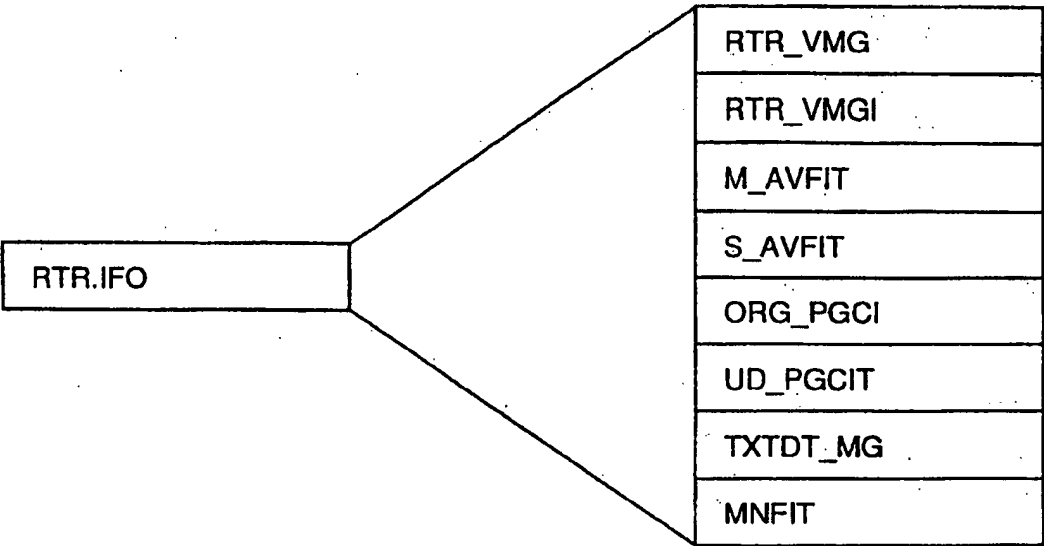 RTR.IFO
RTR_VMG
RTR_VMGI
M_AVFIT
S_AVFIT
ORG_PGCI
UD_PGCIT
TXTDT_MG
MNFIT